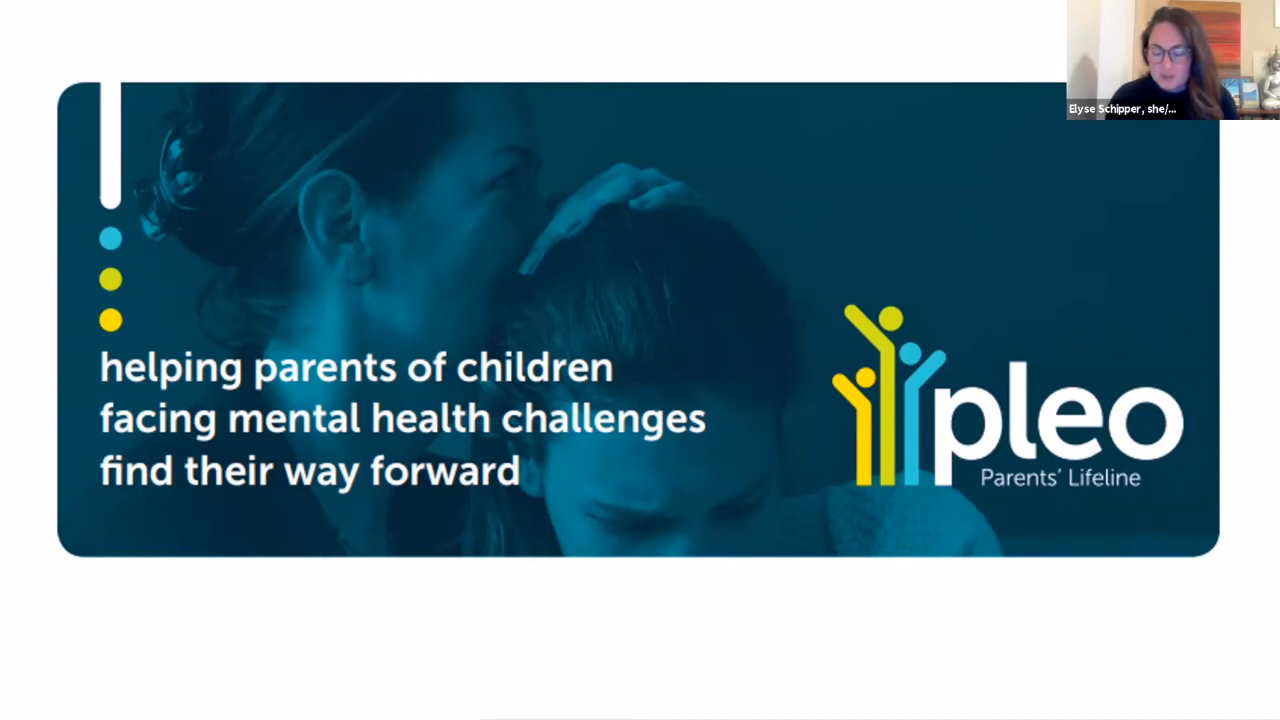 Elyse Schipper, she/...
helping parents of children
facing mental health challenges
find their way forward
pleo
Parents' Lifeline